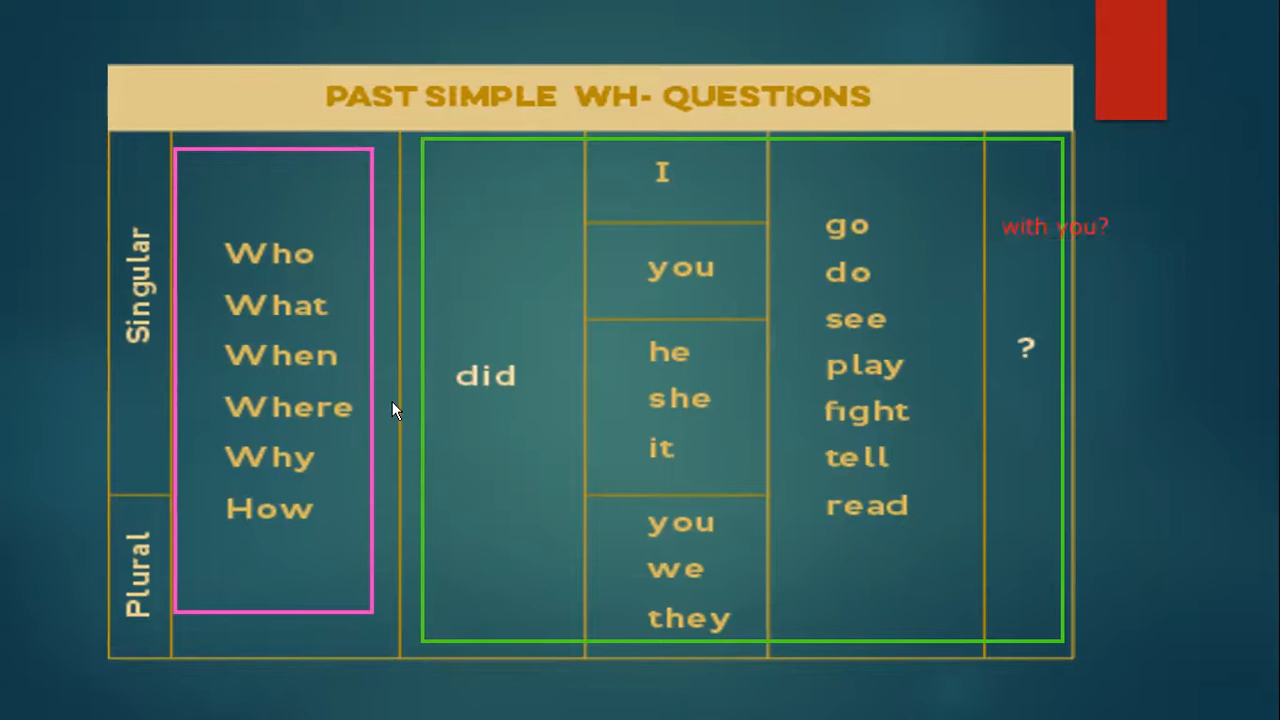 PAST SIMPLE WH- QUESTIONS
Singular
Plural
Who
What
When
Where
Why
How
did
I
you
he
she
it
you
we
they
go
do
see
play
fight
tell
read
with you?
?